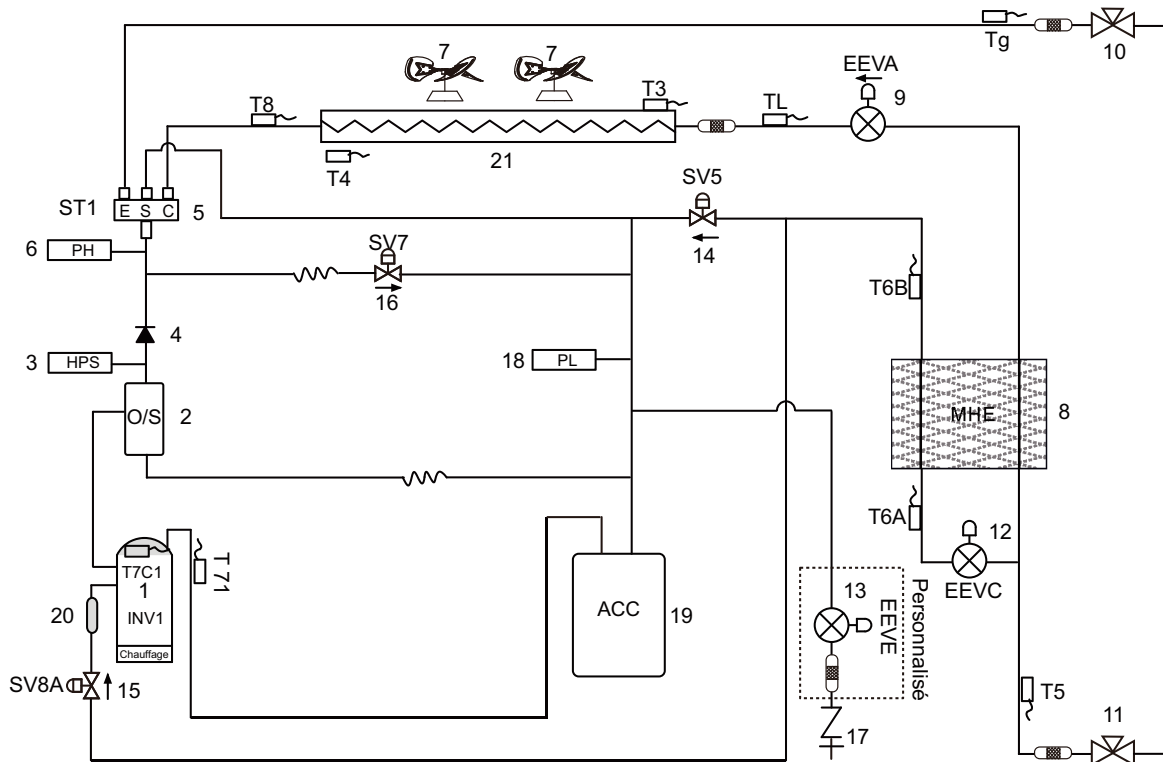 7
7
Tg
10
EEVA
9
T8
T3
TL
T4
21
SV5
14
ST1
E S C
5
6
PH
SV7
16
T6B
4
3
HPS
18
PL
O/S
2
MHE
8
T6A
12
EEVC
T7C1
1
INV1
Chauffage
T 71
20
ACC
19
13
EEVE
Personnalisé
SV8A
15
17
T5
11